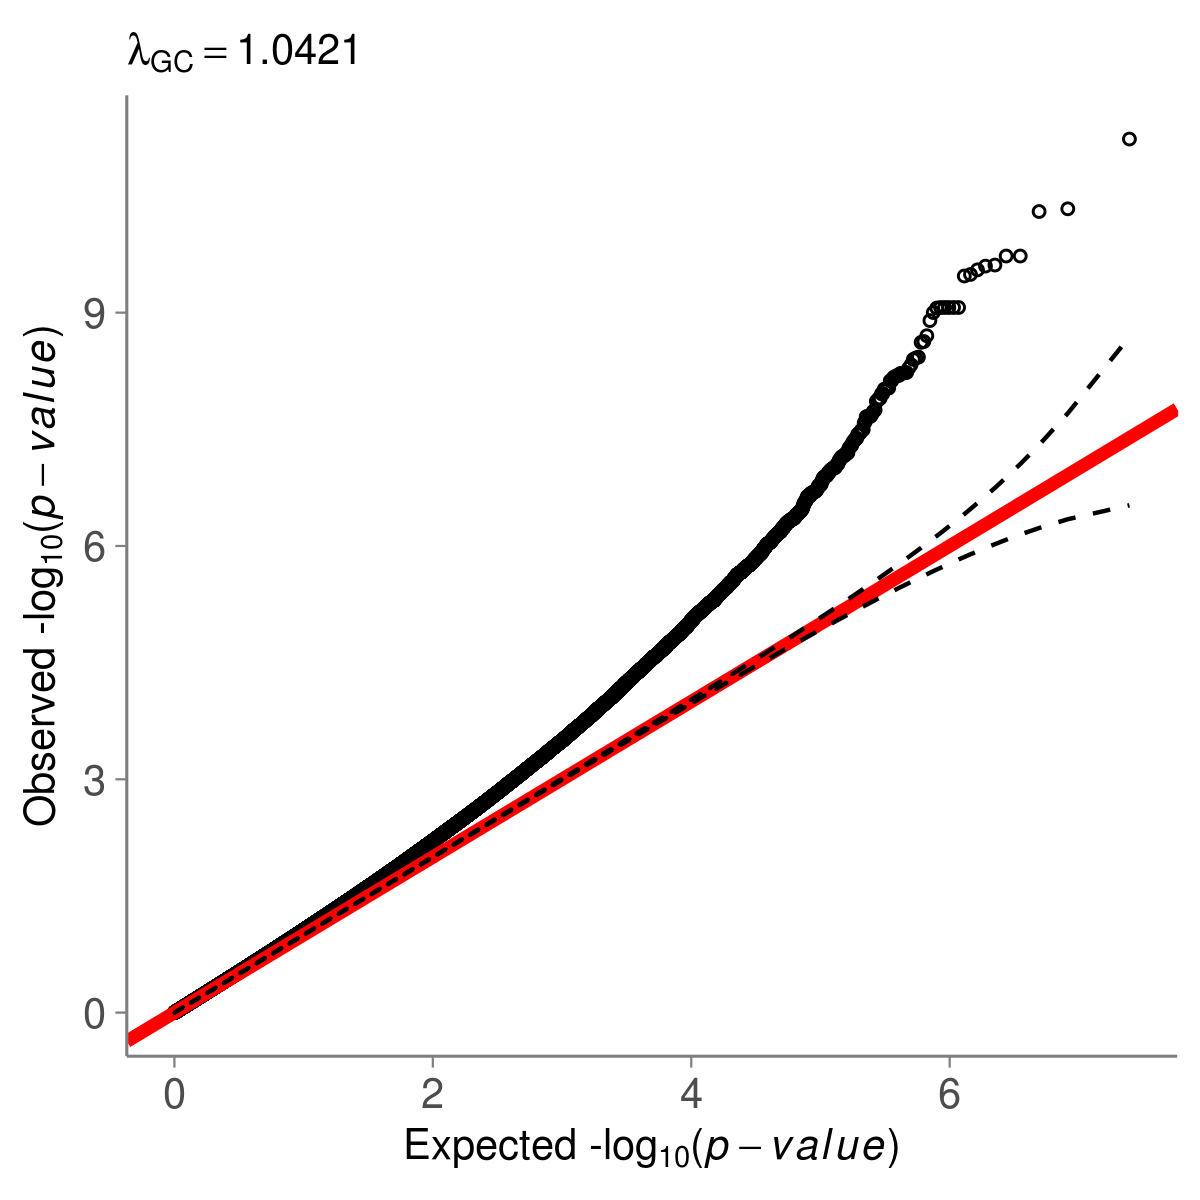 λGC = 1.0421
Observed -log10(p − value)
9
6
3
0
0 2 4 6
Expected -log10(p − value)